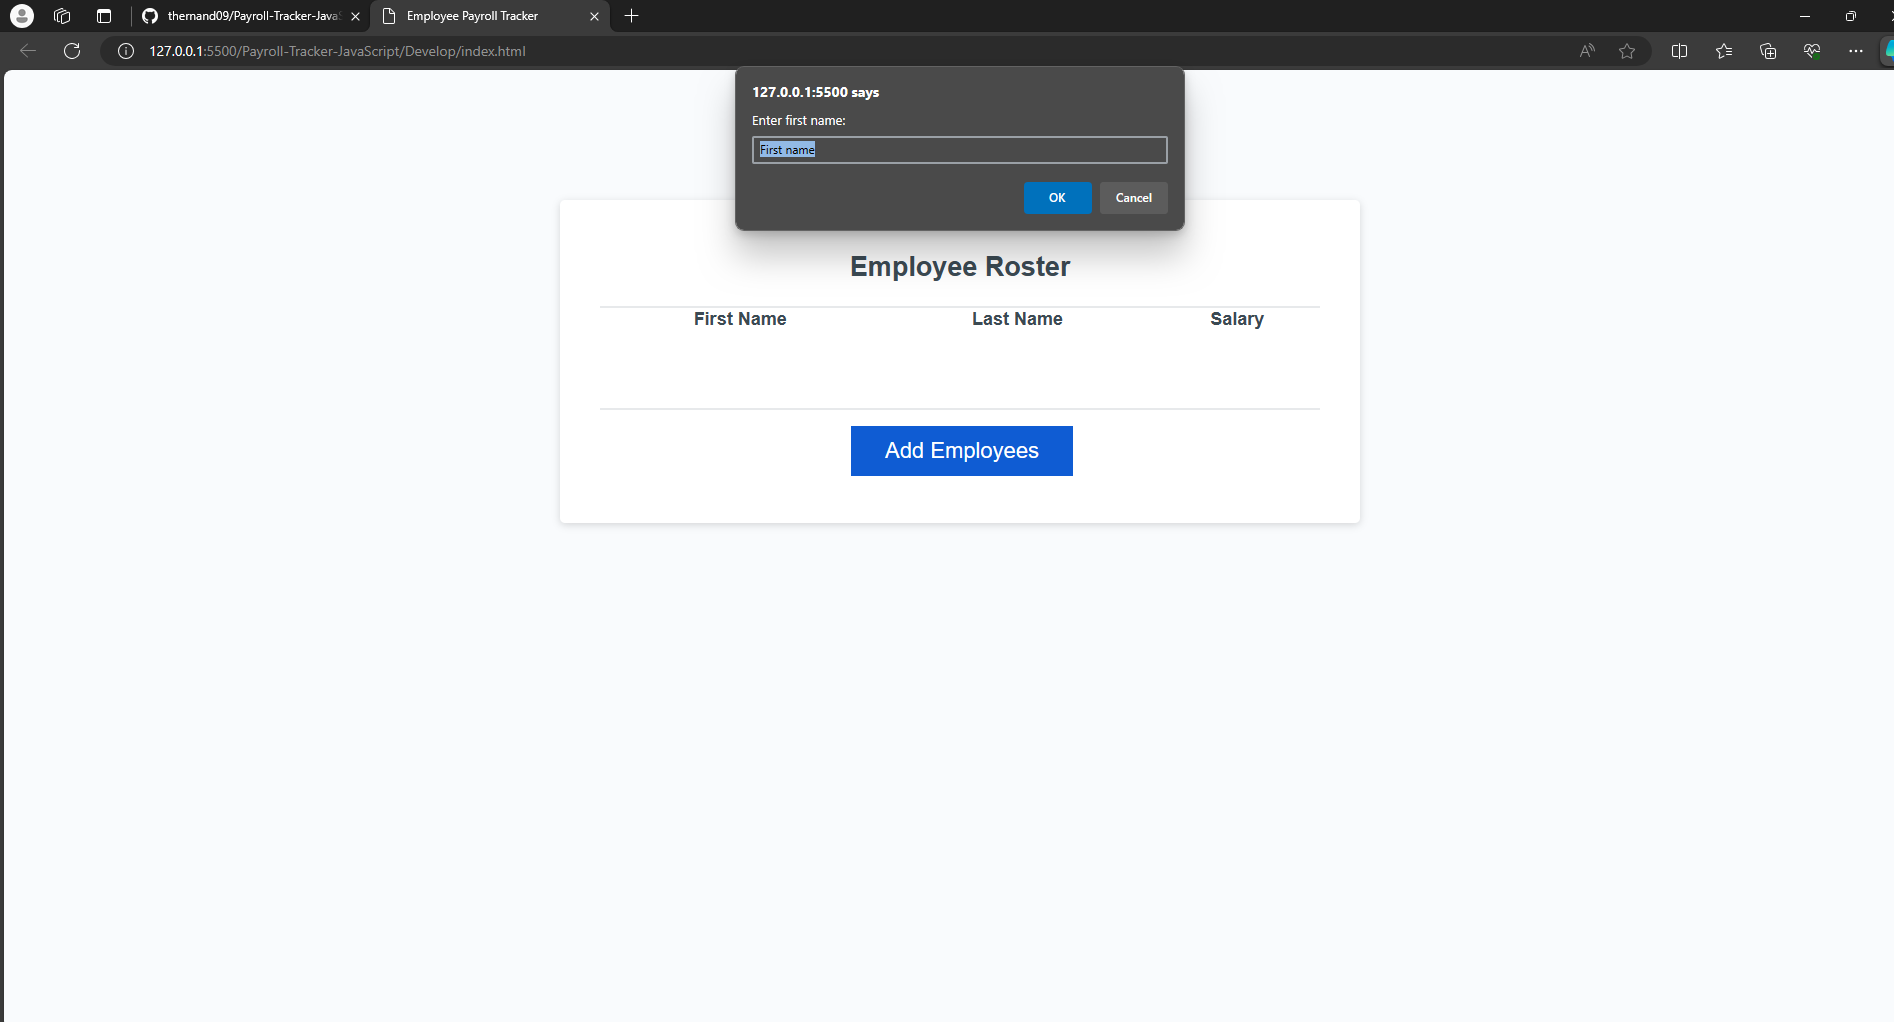 thernand09/Payroll-Tracker-JavaS
Employee Payroll Tracker
127.0.0.1:5500/Payroll-Tracker-JavaScript/Develop/index.html
127.0.0.1:5500 says
Enter first name:
First name
OK Cancel
Employee Roster
First Name Last Name Salary
Add Employees